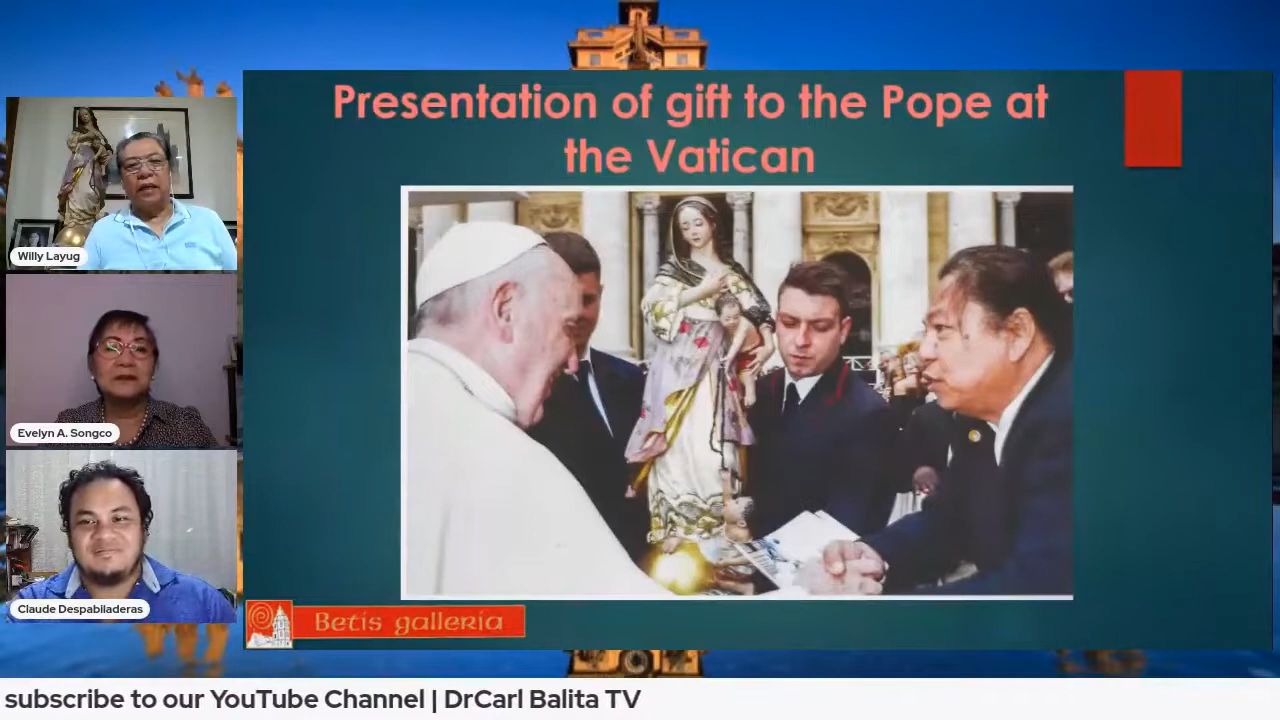 Presentation of gift to the Pope at
the Vatican
Willy Layug
Evelyn A. Songco
Claude Despabiladeras
Betis galleria
subscribe to our YouTube Channel | DrCarl Balita TV